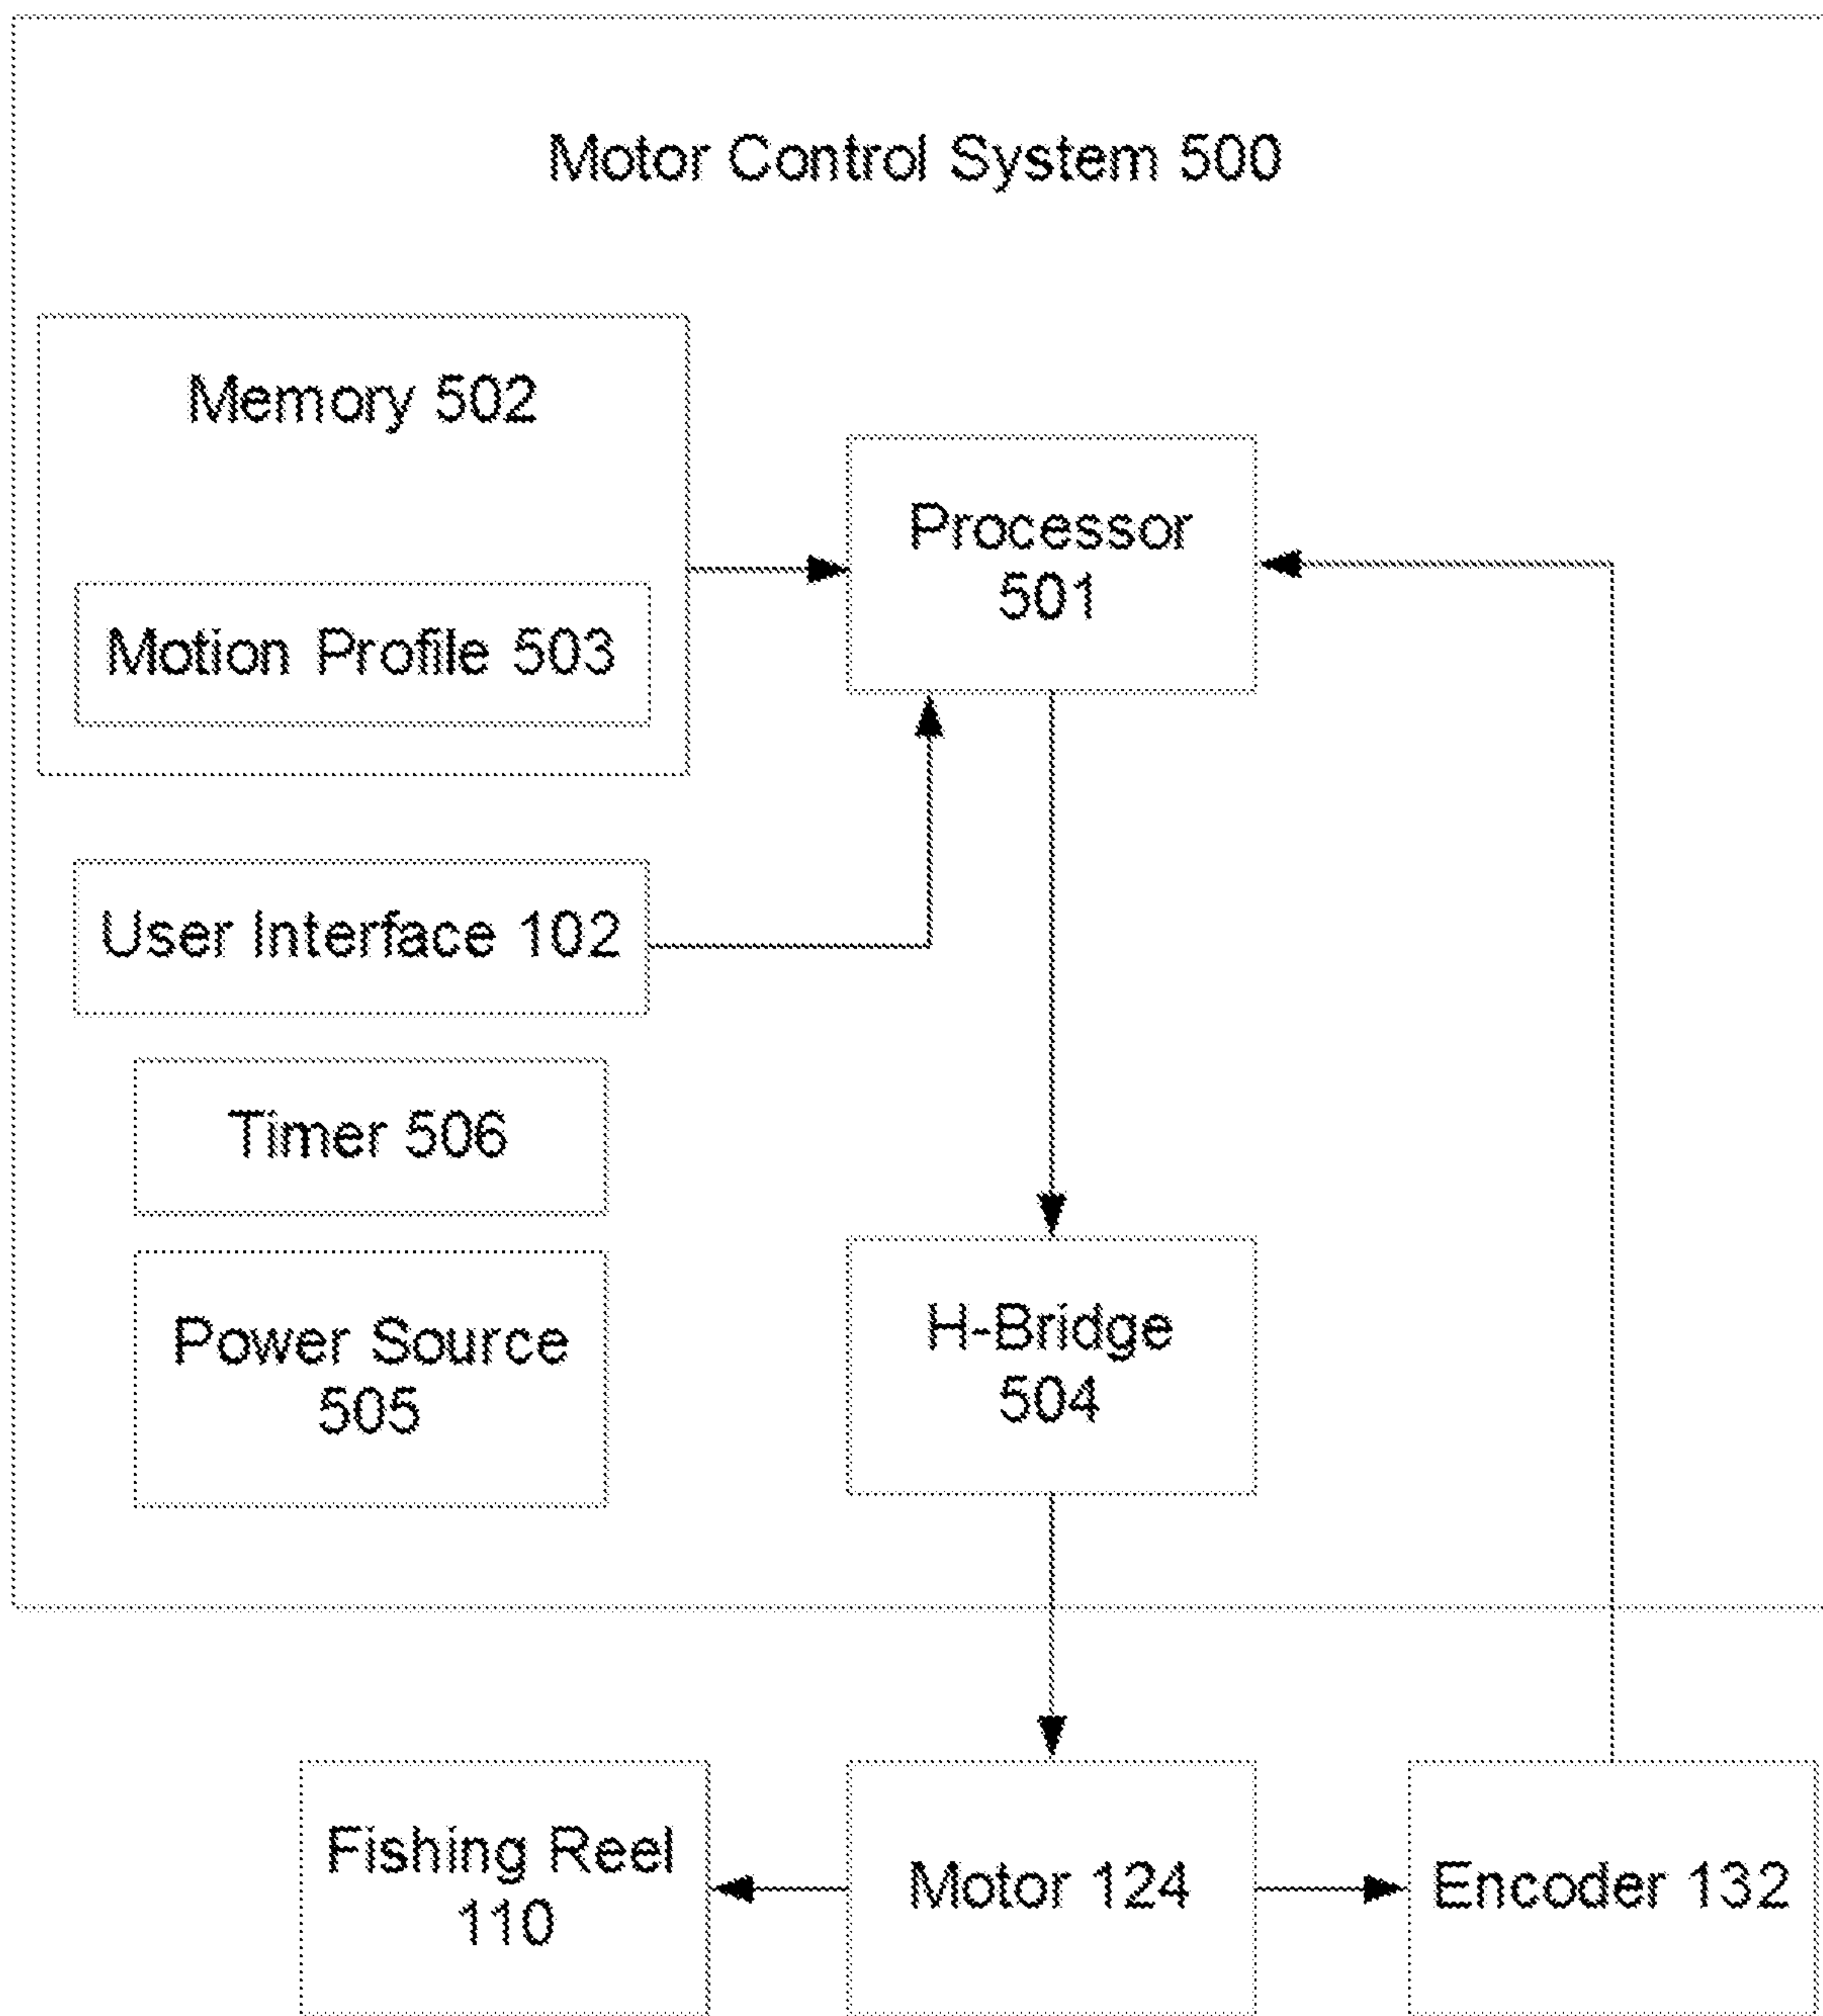 Motor Control System 500
Memory 502
Motion Profile 503
Processor
501
User Interface 102
Timer 506
Power Source
505
H-Bridge
504
Fishing Reel
110
Motor 124
Encoder 132